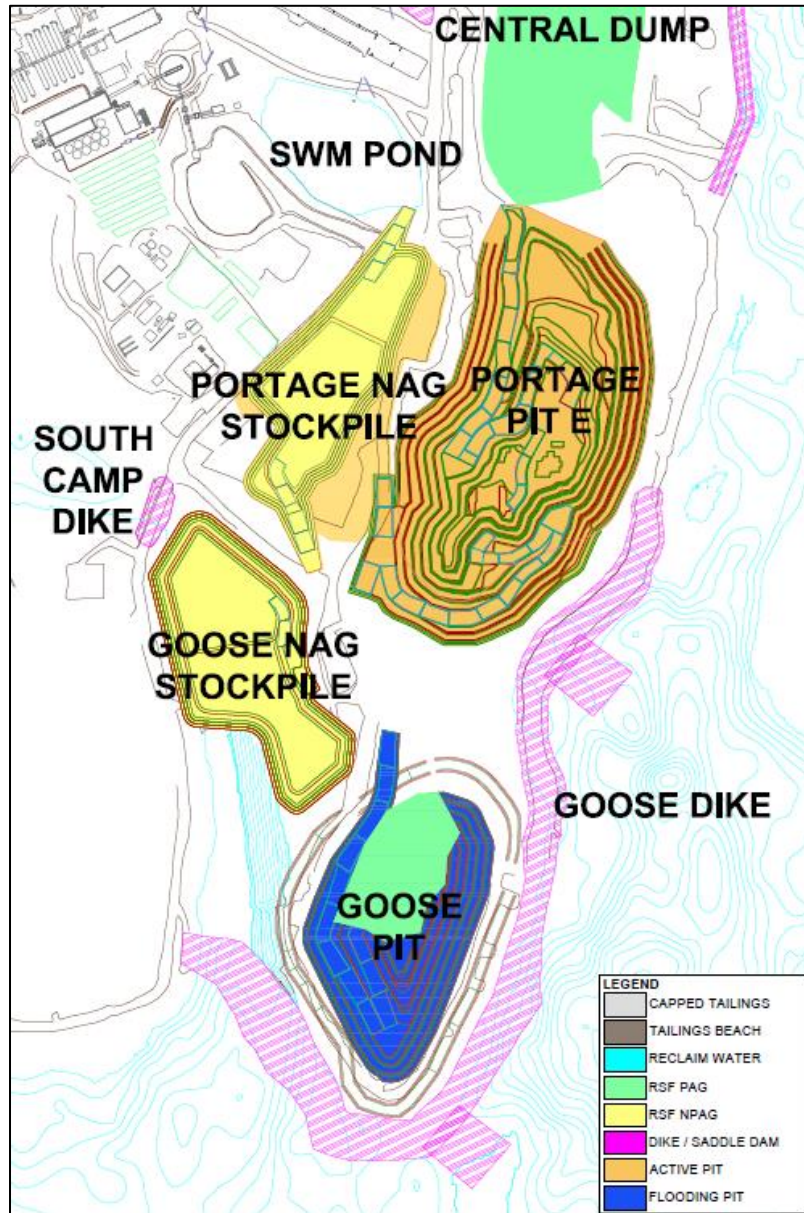 CENTRAL DUMP
SWM POND
PORTAGE NAG
STOCKPILE
PORTAGE
PIT E
SOUTH
CAMP
DIKE
GOOSE NAG
STOCKPILE
GOOSE DIKE
GOOSE
PIT
LEGEND
CAPPED TAILINGS
TAILINGS BEACH
RECLAIM WATER
RSF PAG
RSF NPAG
DIKE / SADDLE DAM
ACTIVE PIT
FLOODING PIT